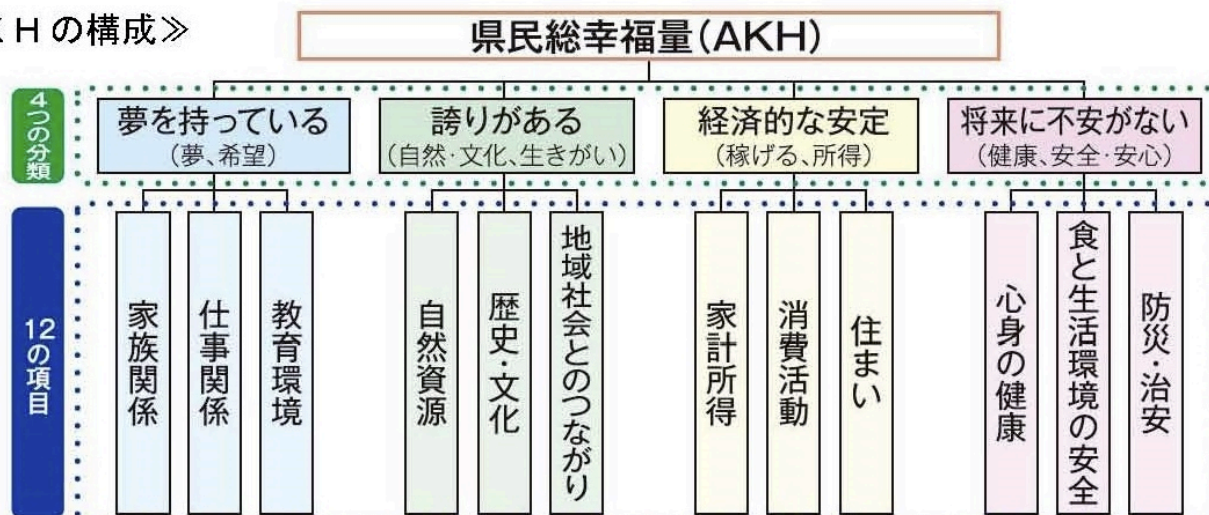 KHの構成≫
県民総幸福量(AKH)
4つの分類
夢を持っている
(夢、希望)
誇りがある
(自然・文化、生きがい)
経済的な安定
(稼げる、所得)
将来に不安がない
(健康、安全・安心)
12の項目
家族関係
仕事関係
教育環境
自然資源
歴史・文化
地域社会とのつながり
家計所得
消費活動
住まい
心身の健康
食と生活環境の安全
防災・治安